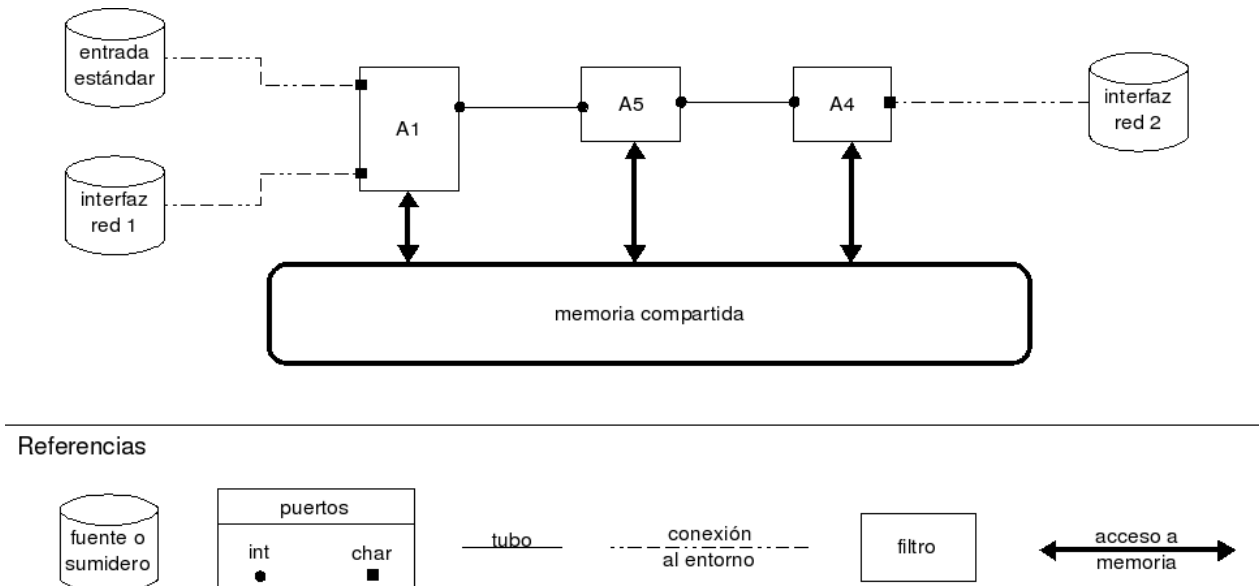 entrada
estándar
A1
A5
A4
interfaz
red 2
interfaz
red 1
memoria compartida
Referencias
fuente o
sumidero
puertos
int
char
tubo
conexión
al entorno
filtro
acceso a
memoria